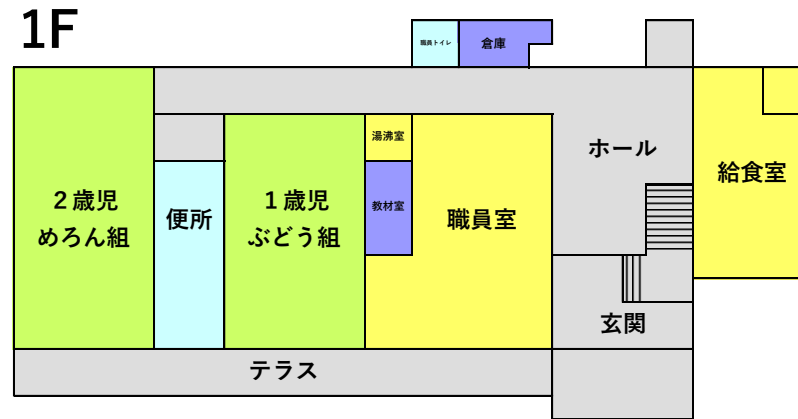 1F
職員トイレ
倉庫
湯沸室
ホール
給食室
２歳児
めろん組
便所
１歳児
ぶどう組
教材室
職員室
玄関
テラス